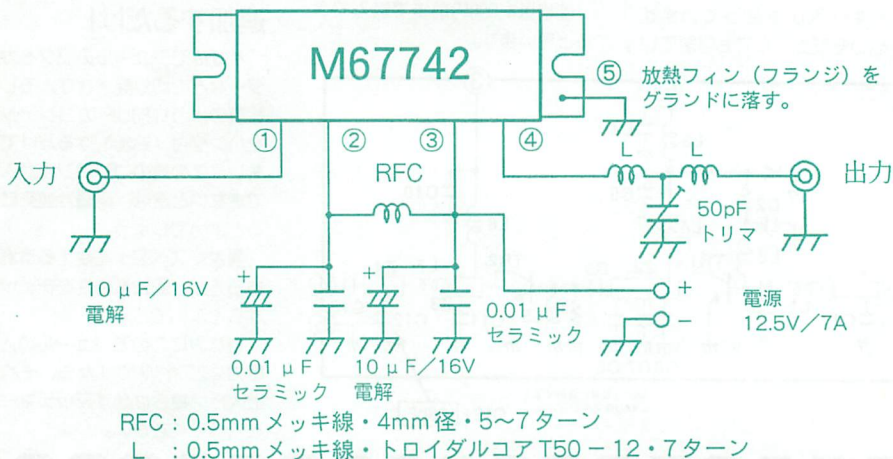 M67742
⑤ 放熱フィン（フランジ）を
グランドに落す。
① ② ③ ④
入力
RFC
L L
出力
50pF
トリマ
10μF／16V
電解
0.01μF
セラミック
+
−
電源
12.5V／7A
+
+
0.01μF
セラミック
10μF／16V
電解
RFC：0.5mmメッキ線・4mm径・5〜7ターン
L ：0.5mmメッキ線・トロイダルコアT50−12・7ターン